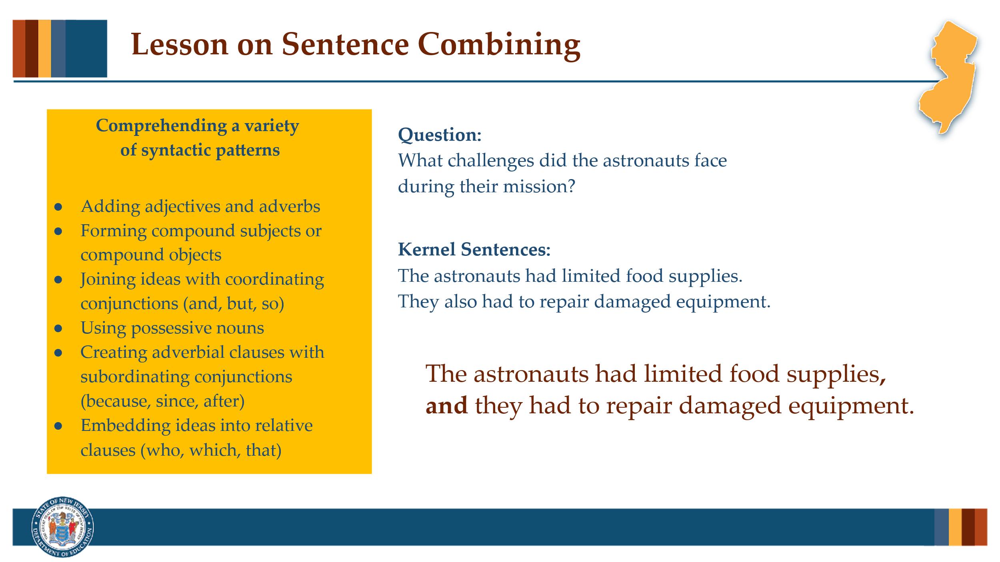 Lesson on Sentence Combining
Comprehending a variety
of syntactic patterns
● Adding adjectives and adverbs
● Forming compound subjects or
compound objects
● Joining ideas with coordinating
conjunctions (and, but, so)
● Using possessive nouns
● Creating adverbial clauses with
subordinating conjunctions
(because, since, after)
● Embedding ideas into relative
clauses (who, which, that)
Question:
What challenges did the astronauts face
during their mission?
Kernel Sentences:
The astronauts had limited food supplies.
They also had to repair damaged equipment.
The astronauts had limited food supplies,
and they had to repair damaged equipment.
STATE OF NEW JERSEY
THE GREAT SEAL OF THE STATE OF NEW JERSEY
DEPARTMENT OF EDUCATION